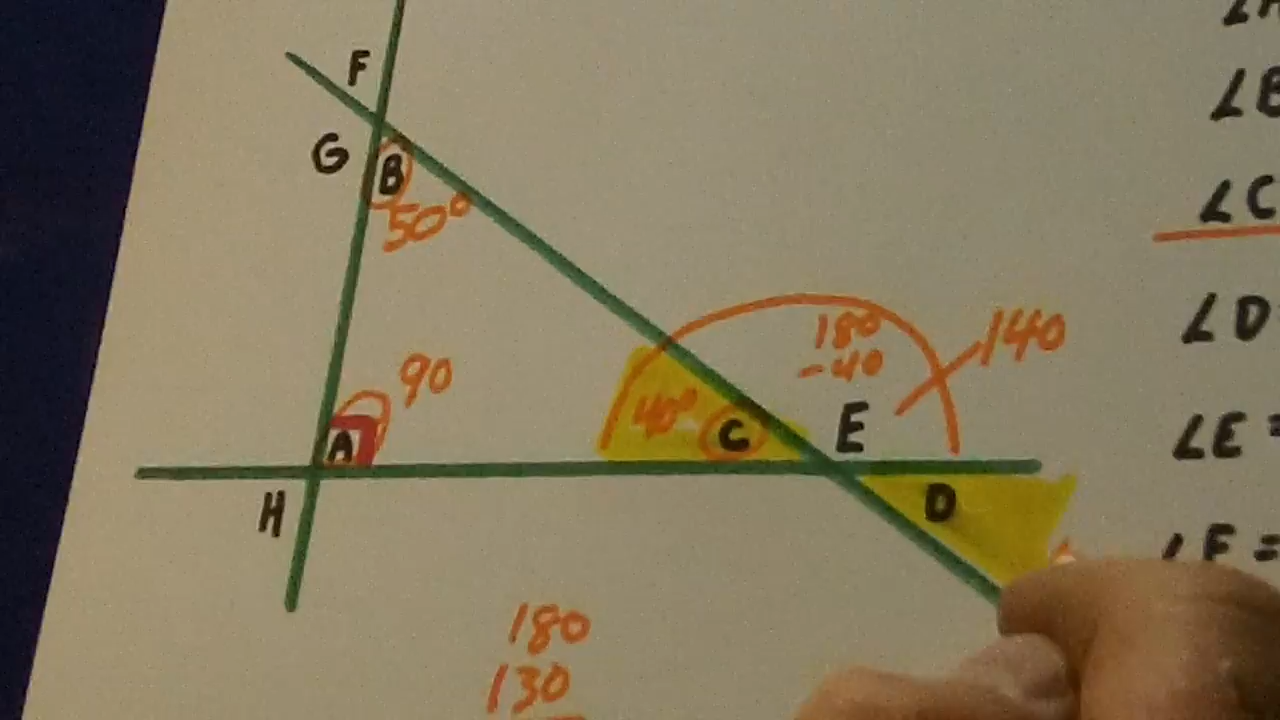 F
G
B
50°
90
A
H
40°
C
180
-40
140
E
D
180
130
∠B
∠C
∠D
∠E =
∠F =